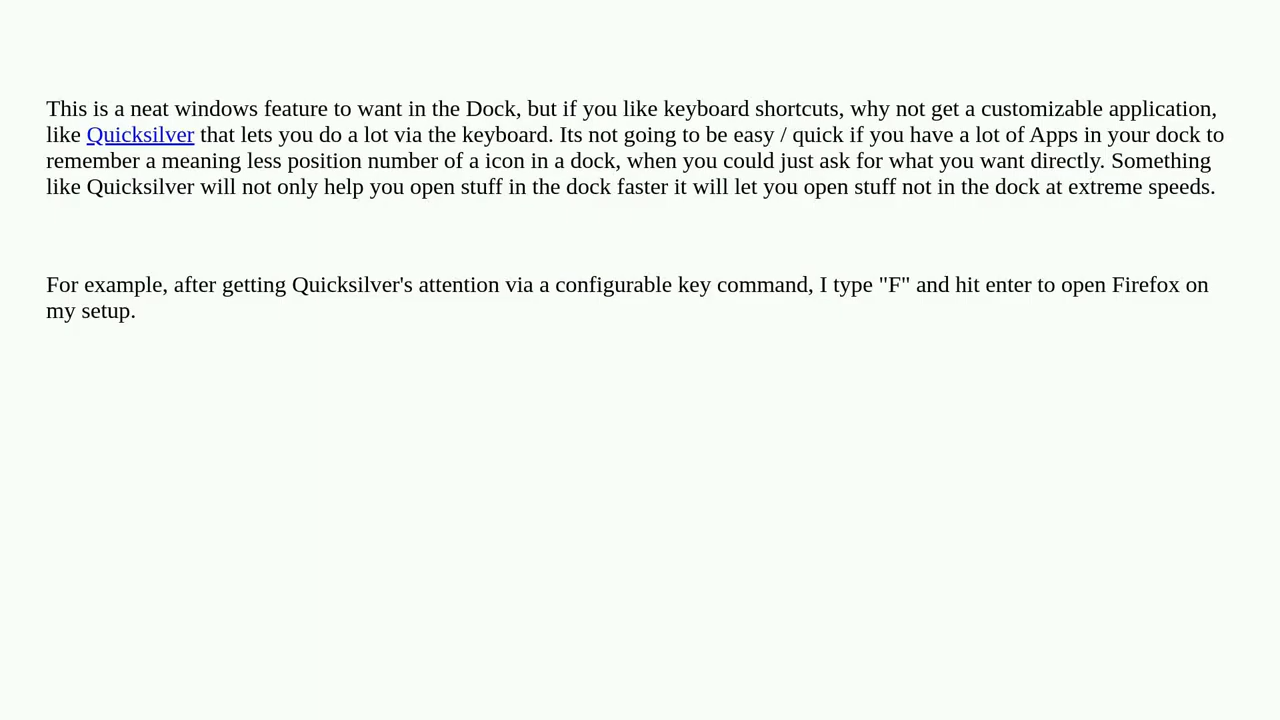 This is a neat windows feature to want in the Dock, but if you like keyboard shortcuts, why not get a customizable application,
like Quicksilver that lets you do a lot via the keyboard. Its not going to be easy / quick if you have a lot of Apps in your dock to
remember a meaning less position number of a icon in a dock, when you could just ask for what you want directly. Something
like Quicksilver will not only help you open stuff in the dock faster it will let you open stuff not in the dock at extreme speeds.
For example, after getting Quicksilver's attention via a configurable key command, I type "F" and hit enter to open Firefox on
my setup.